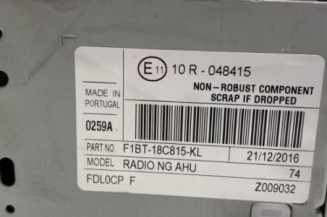 E11 10 R - 048415
NON-ROBUST COMPONENT
SCRAP IF DROPPED
MADE IN
PORTUGAL
0259A
PART NO F1BT-18C815-KL 21/12/2016
MODEL RADIO NG AHU 74
FDL0CP F Z009032